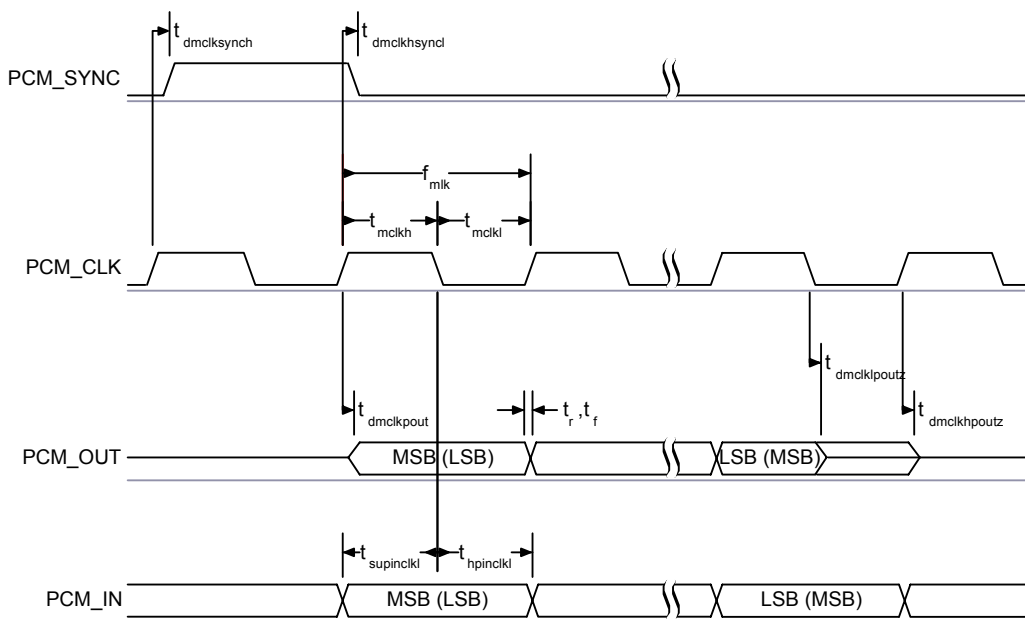 t dmclksynch
t dmclkhsyncl
PCM_SYNC
f mlk
t mclkh
t mclkl
PCM_CLK
t dmclklpoutz
t dmclkpout
t r ,t f
t dmclkhpoutz
PCM_OUT
MSB (LSB)
LSB (MSB)
t supinclkl
t hpinclkl
PCM_IN
MSB (LSB)
LSB (MSB)